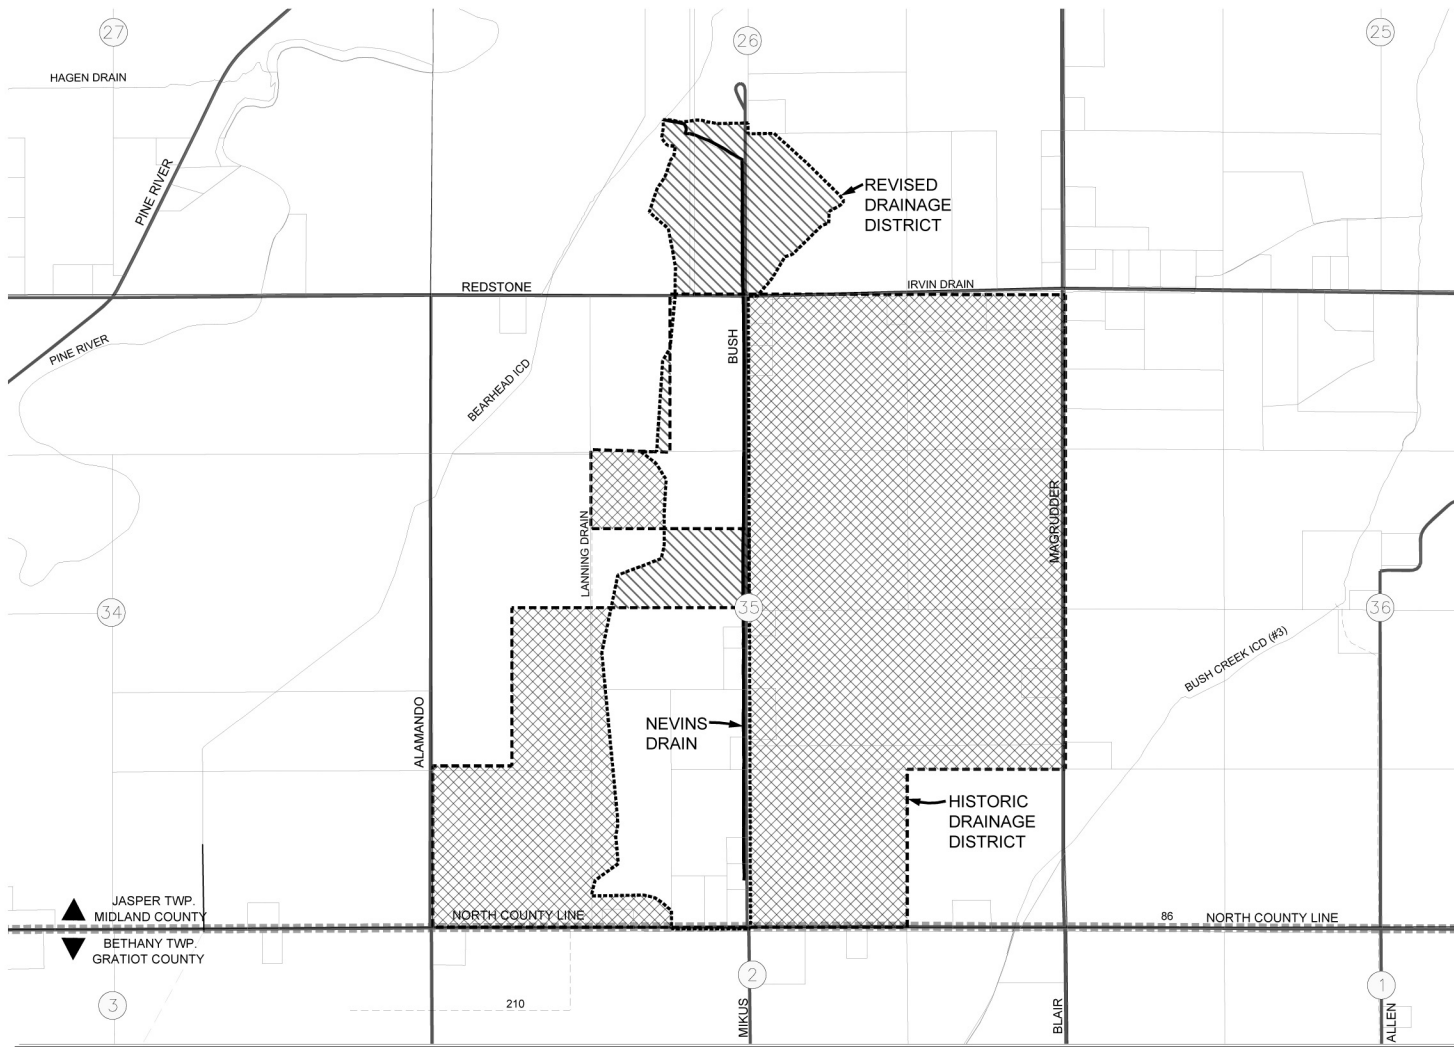 27
26
25
HAGEN DRAIN
PINE RIVER
REVISED
DRAINAGE
DISTRICT
REDSTONE
IRVIN DRAIN
PINE RIVER
BUSH
BEARHEAD ICD
LANNING DRAIN
MAGRUDDER
34
35
36
BUSH CREEK ICD (#3)
ALAMANDO
NEVINS
DRAIN
HISTORIC
DRAINAGE
DISTRICT
JASPER TWP.
MIDLAND COUNTY
NORTH COUNTY LINE
86
NORTH COUNTY LINE
BETHANY TWP.
GRATIOT COUNTY
2
3
210
MIKUS
BLAIR
1
ALLEN